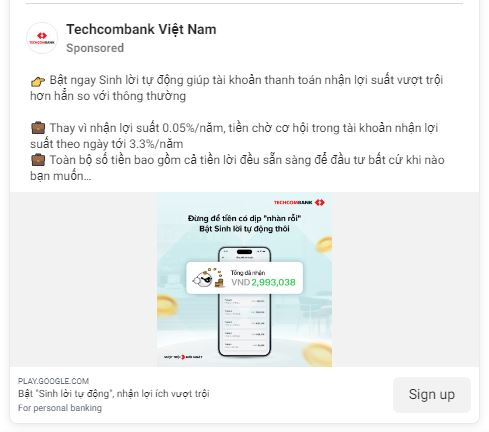 TECHCOMBANK
Techcombank Việt Nam
Sponsored
👉 Bật ngay Sinh lời tự động giúp tài khoản thanh toán nhận lợi suất vượt trội
hơn hẳn so với thông thường
💼 Thay vì nhận lợi suất 0.05%/năm, tiền chờ cơ hội trong tài khoản nhận lợi
suất theo ngày tới 3.3%/năm
💼 Toàn bộ số tiền bao gồm cả tiền lời đều sẵn sàng để đầu tư bất cứ khi nào
bạn muốn...
TECHCOMBANK
Đừng để tiền có dịp "nhàn rỗi"
Bật Sinh lời tự động thôi
Tổng đã nhận
VND 2,993,038
VƯỢT TRỘI MỖI NGÀY
PLAY.GOOGLE.COM
Bật "Sinh lời tự động", nhận lợi ích vượt trội
For personal banking
Sign up